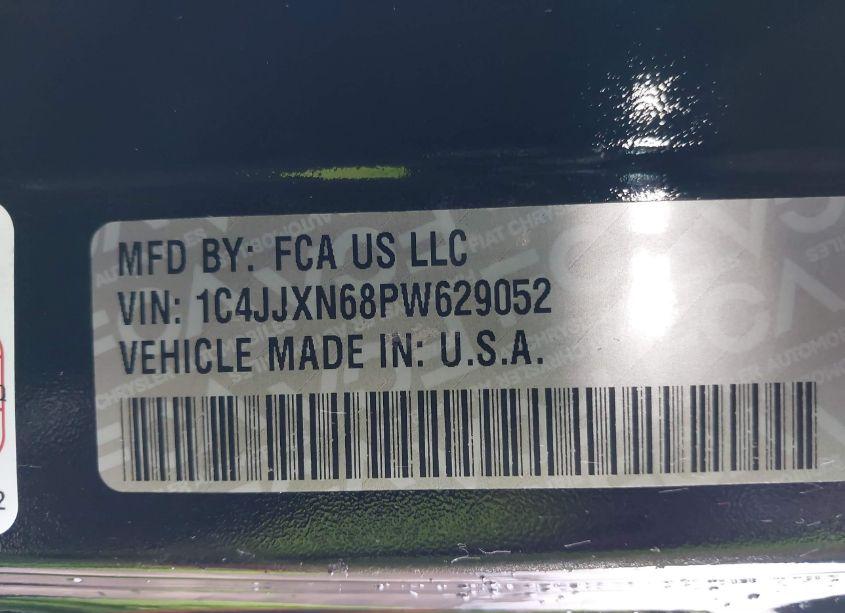 MFD BY: FCA US LLC
VIN: 1C4JJXN68PW629052
VEHICLE MADE IN: U.S.A.